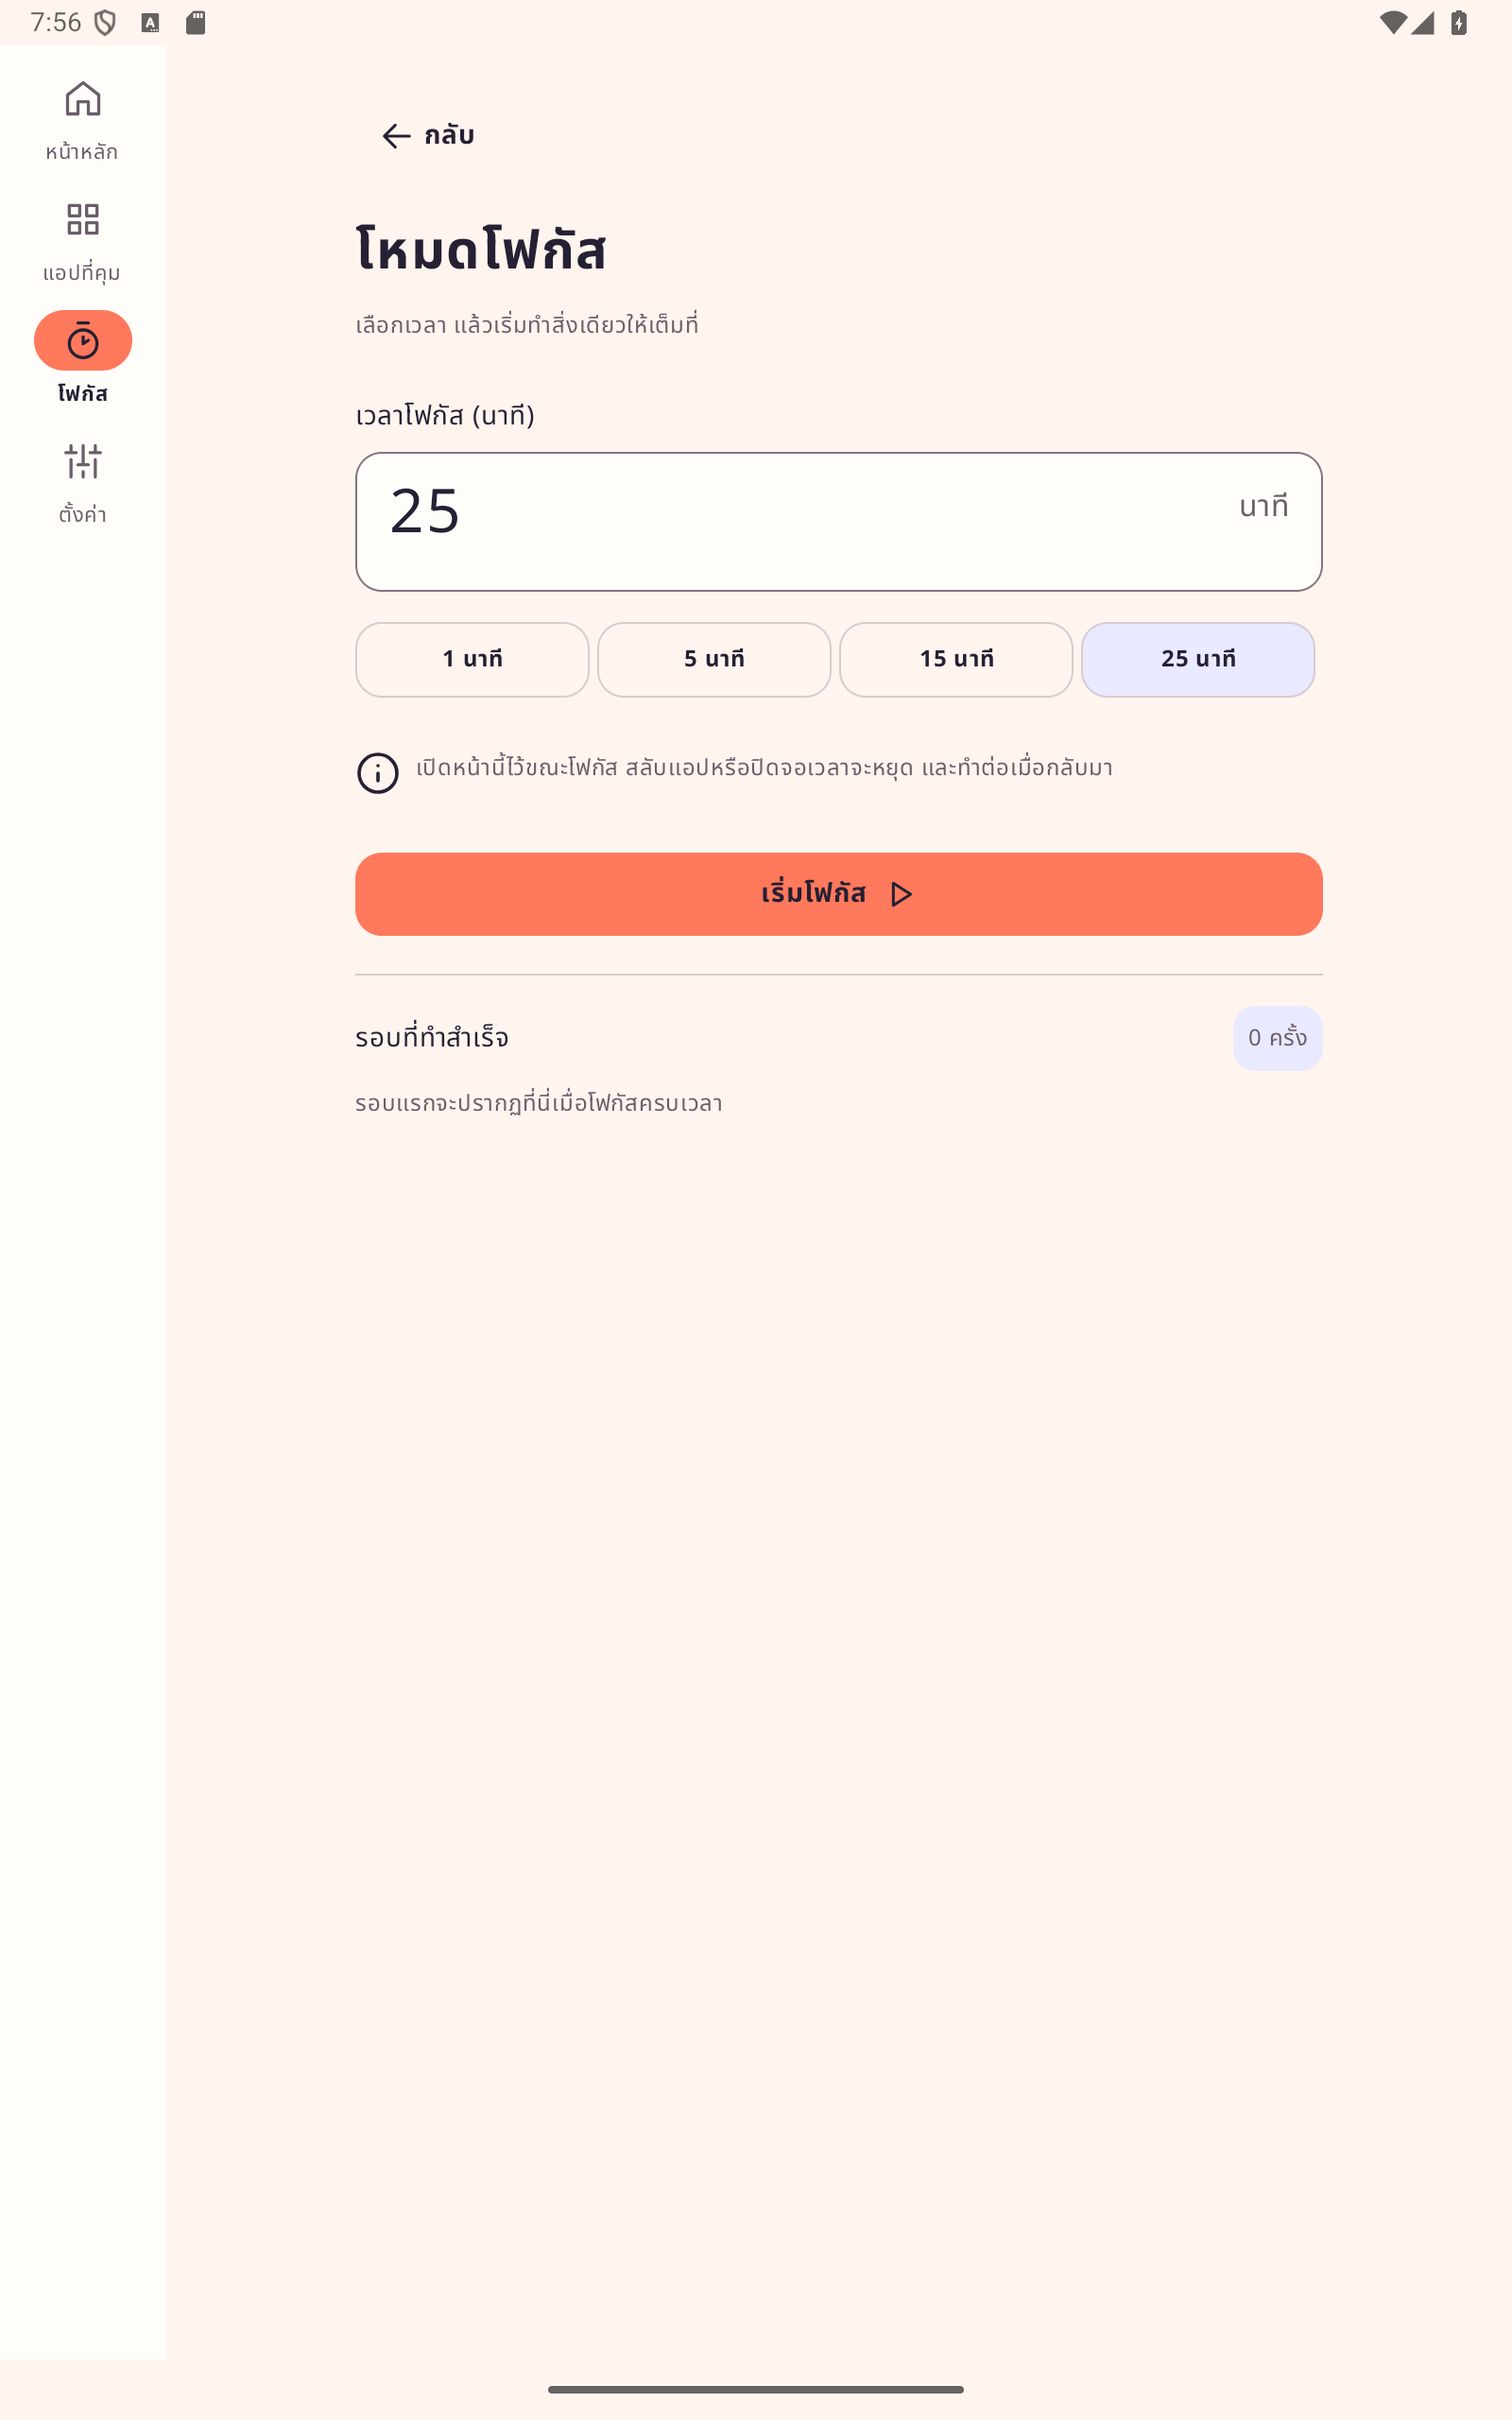 7:56
หน้าหลัก
แอปที่คุม
โฟกัส
ตั้งค่า
กลับ
โหมดโฟกัส
เลือกเวลา แล้วเริ่มทำสิ่งเดียวให้เต็มที่
เวลาโฟกัส (นาที)
25 นาที
1 นาที 5 นาที 15 นาที 25 นาที
เปิดหน้านี้ไว้ขณะโฟกัส สลับแอปหรือปิดจอเวลาจะหยุด และทำต่อเมื่อกลับมา
เริ่มโฟกัส
รอบที่ทำสำเร็จ 0 ครั้ง
รอบแรกจะปรากฏที่นี่เมื่อโฟกัสครบเวลา